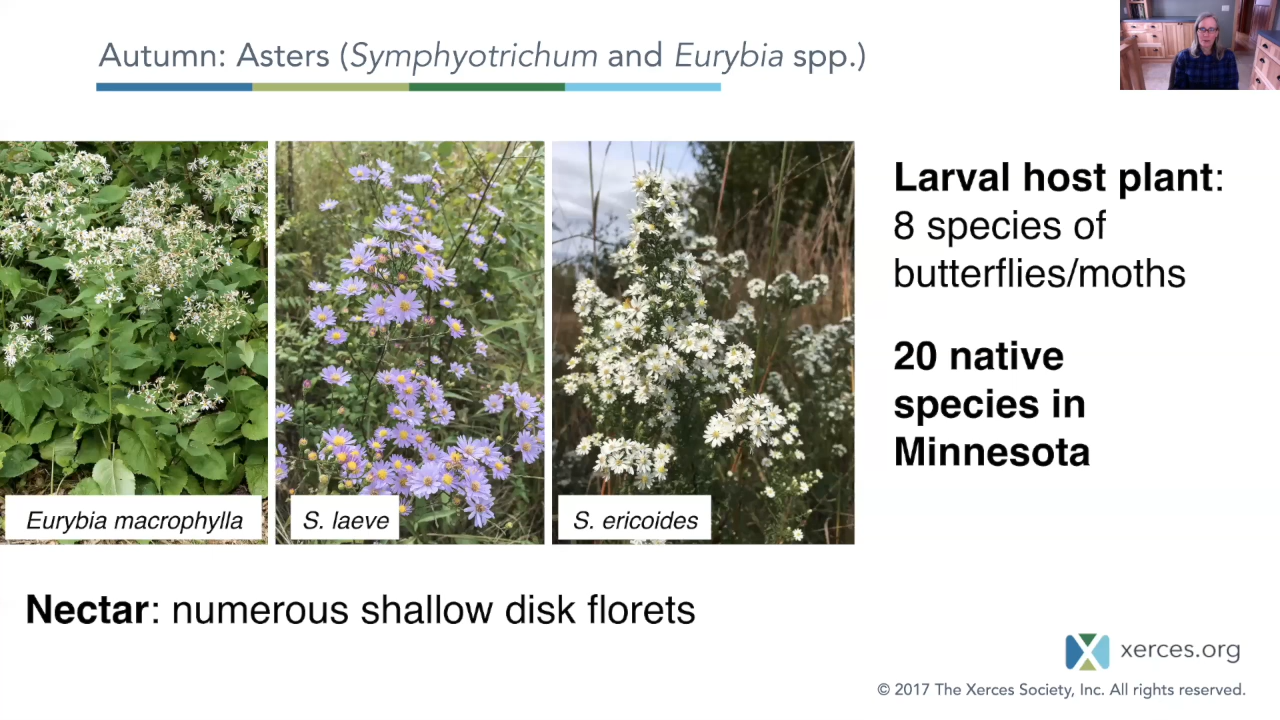 Autumn: Asters (Symphyotrichum and Eurybia spp.)
Larval host plant:
8 species of
butterflies/moths
20 native
species in
Minnesota
Eurybia macrophylla
S. laeve
S. ericoides
Nectar: numerous shallow disk florets
xerces.org
© 2017 The Xerces Society, Inc. All rights reserved.